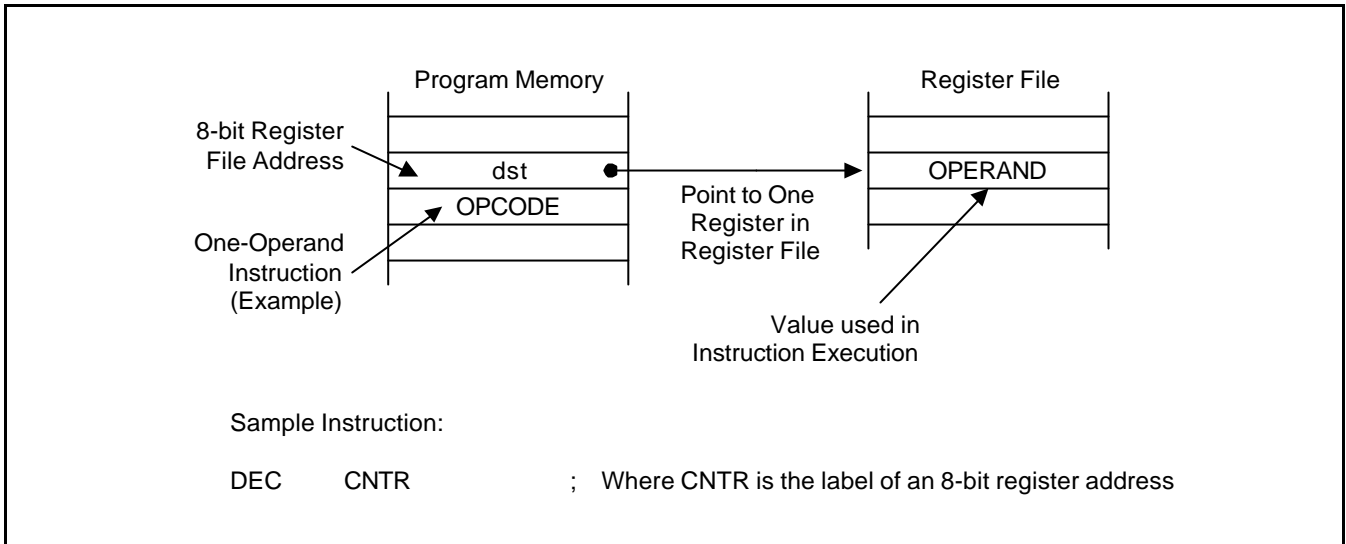 Program Memory
Register File
8-bit Register
File Address
dst
OPERAND
OPCODE
Point to One
Register in
Register File
One-Operand
Instruction
(Example)
Value used in
Instruction Execution
Sample Instruction:
DEC CNTR ; Where CNTR is the label of an 8-bit register address